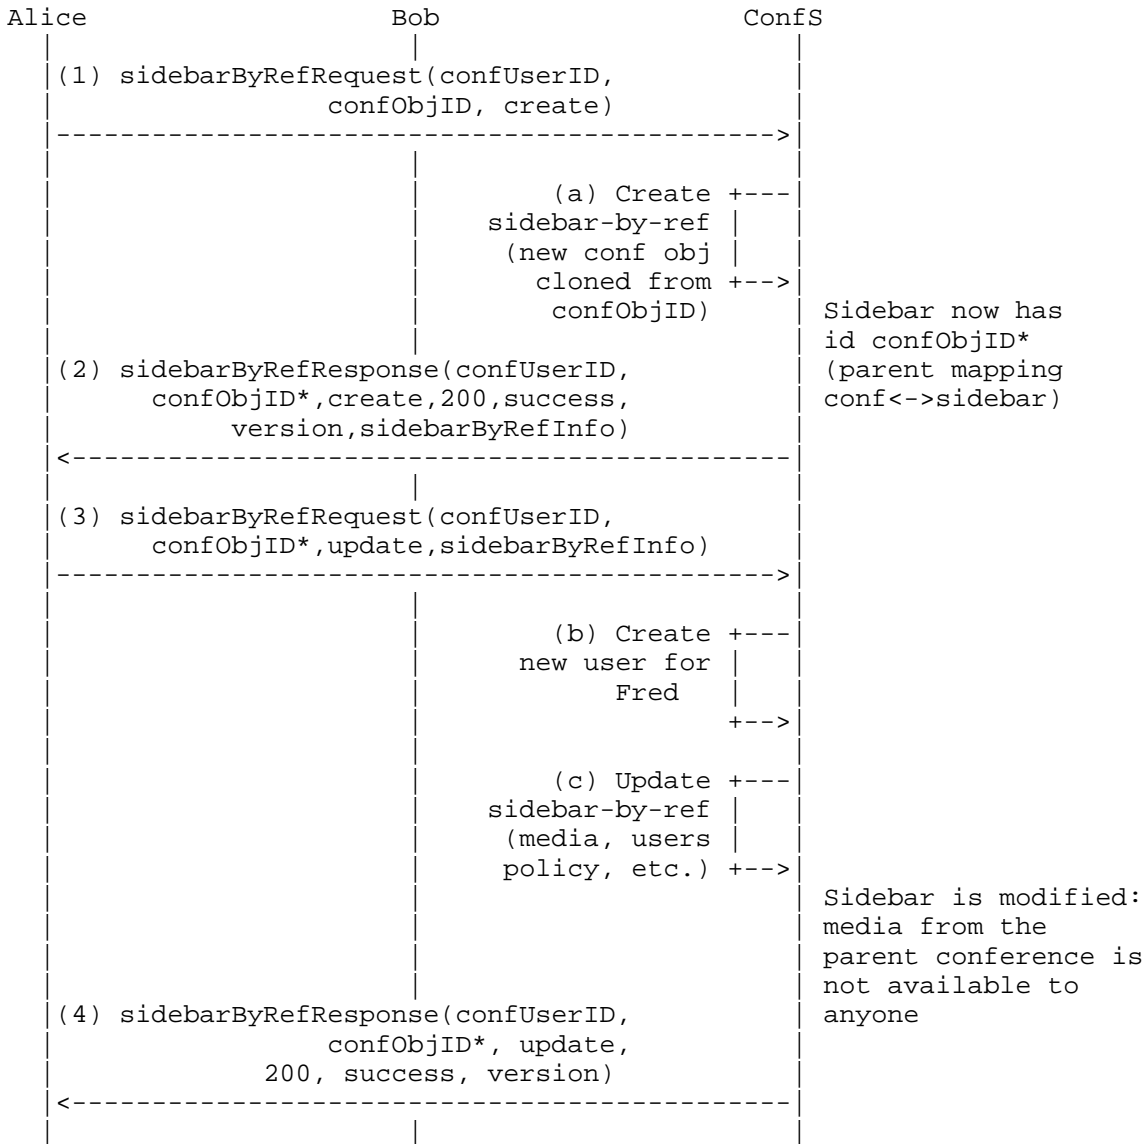 Alice Bob ConfS
(1) sidebarByRefRequest(confUserID,
confObjID, create)
(a) Create
sidebar-by-ref
(new conf obj
cloned from
confObjID) Sidebar now has
id confObjID*
(2) sidebarByRefResponse(confUserID, (parent mapping
confObjID*,create,200,success, conf<->sidebar)
version,sidebarByRefInfo)
(3) sidebarByRefRequest(confUserID,
confObjID*,update,sidebarByRefInfo)
(b) Create
new user for
Fred
(c) Update
sidebar-by-ref
(media, users
policy, etc.)
Sidebar is modified:
media from the
parent conference is
not available to
(4) sidebarByRefResponse(confUserID, anyone
confObjID*, update,
200, success, version)